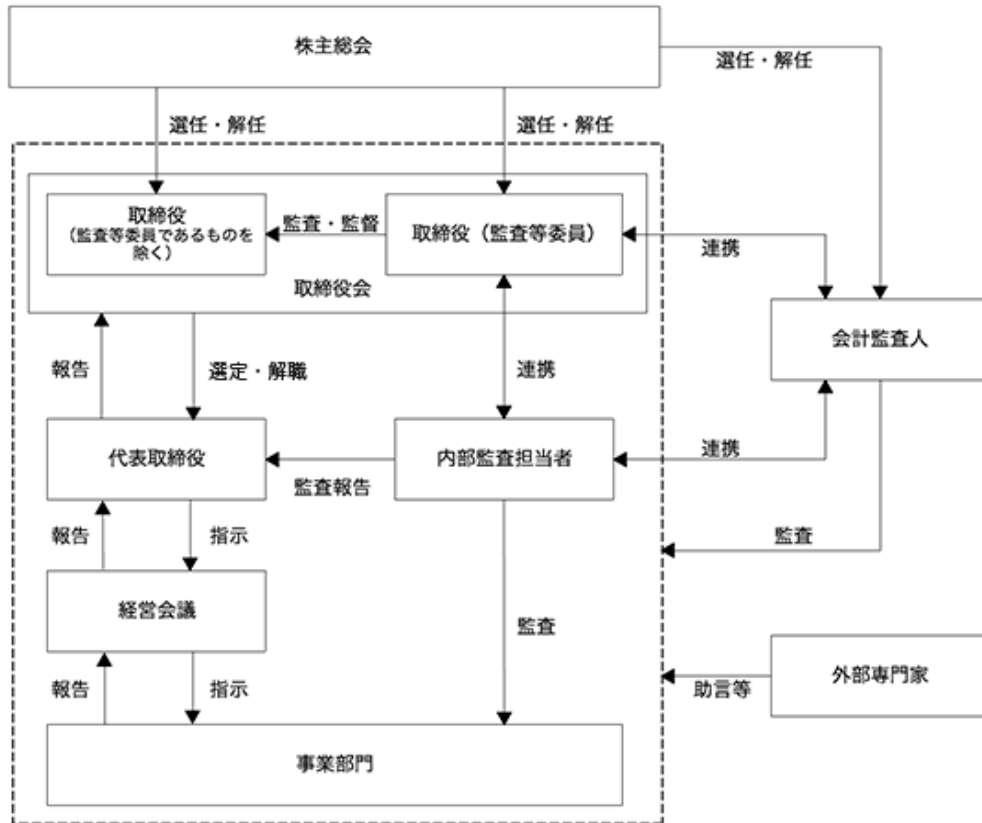 株主総会
選任・解任
選任・解任
選任・解任
取締役
（監査等委員であるものを
除く）
監査・監督
取締役（監査等委員）
連携
取締役会
会計監査人
報告
選定・解職
連携
代表取締役
内部監査担当者
連携
監査報告
報告
指示
監査
経営会議
監査
報告
指示
助言等
外部専門家
事業部門